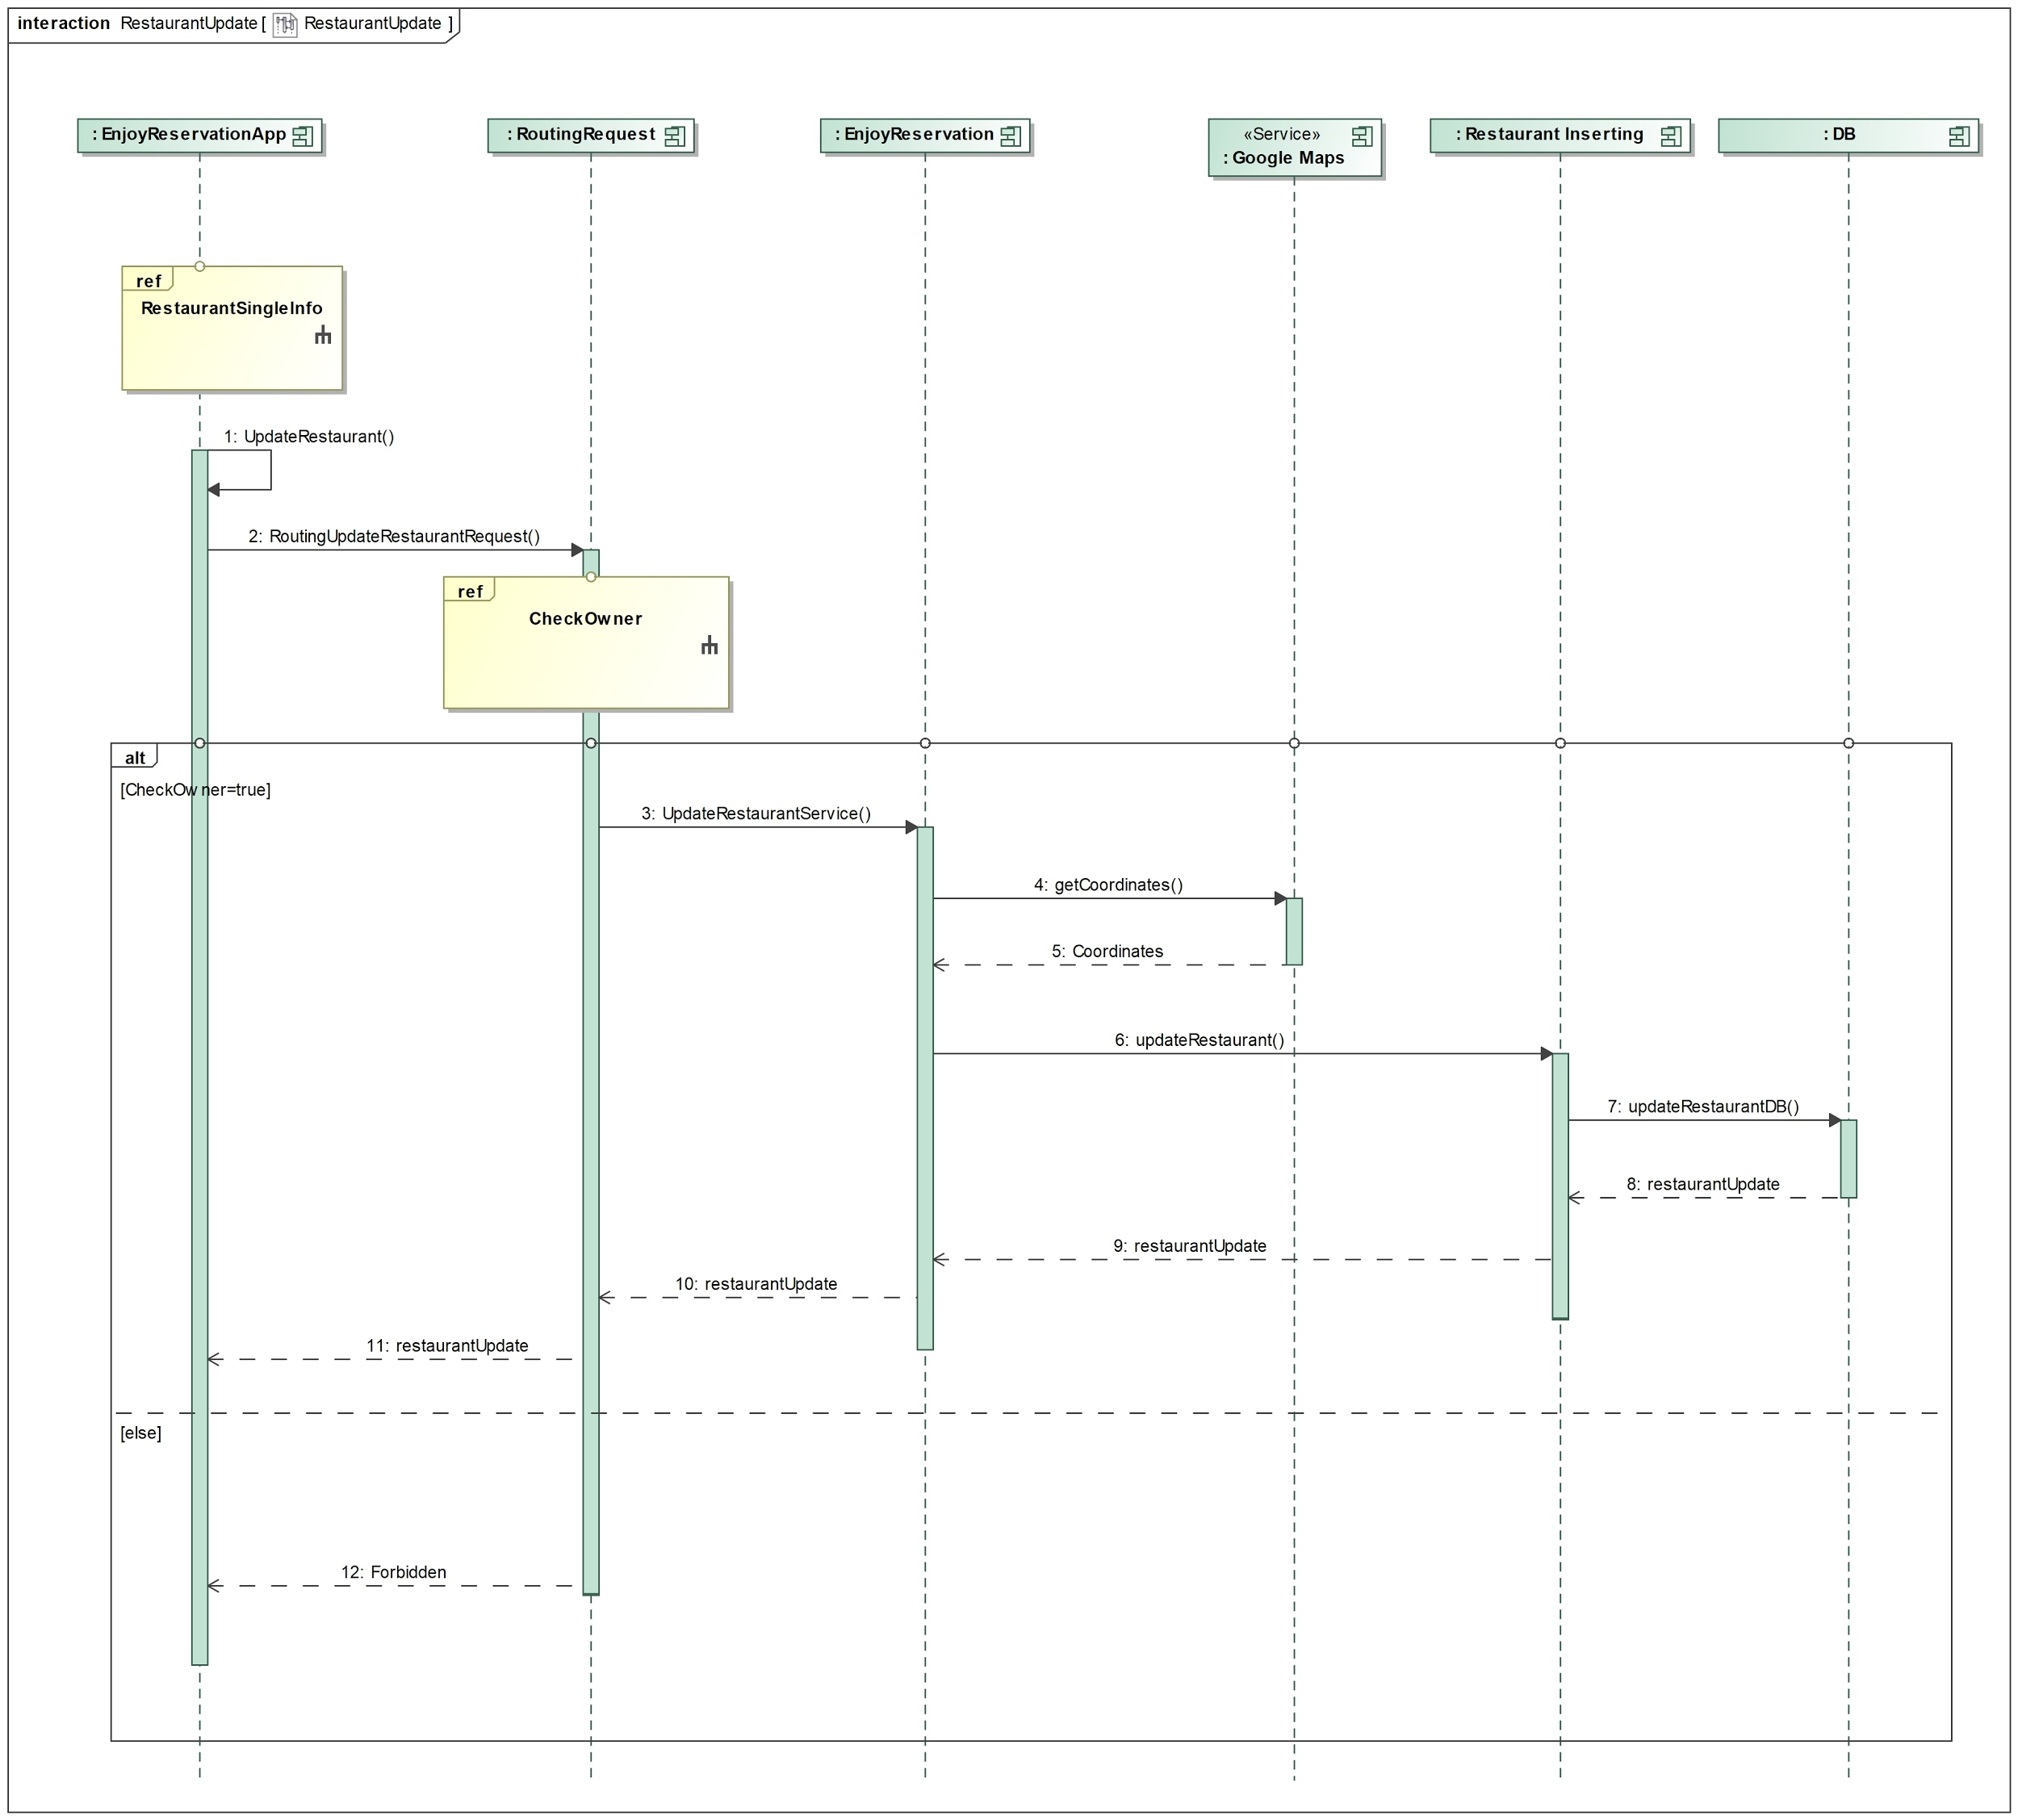 interaction RestaurantUpdate [ RestaurantUpdate ]
: EnjoyReservationApp
: RoutingRequest
: EnjoyReservation
«Service»
: Google Maps
: Restaurant Inserting
: DB
ref
RestaurantSingleInfo
1: UpdateRestaurant()
2: RoutingUpdateRestaurantRequest()
ref
CheckOwner
alt
[CheckOwner=true]
3: UpdateRestaurantService()
4: getCoordinates()
5: Coordinates
6: updateRestaurant()
7: updateRestaurantDB()
8: restaurantUpdate
9: restaurantUpdate
10: restaurantUpdate
11: restaurantUpdate
[else]
12: Forbidden